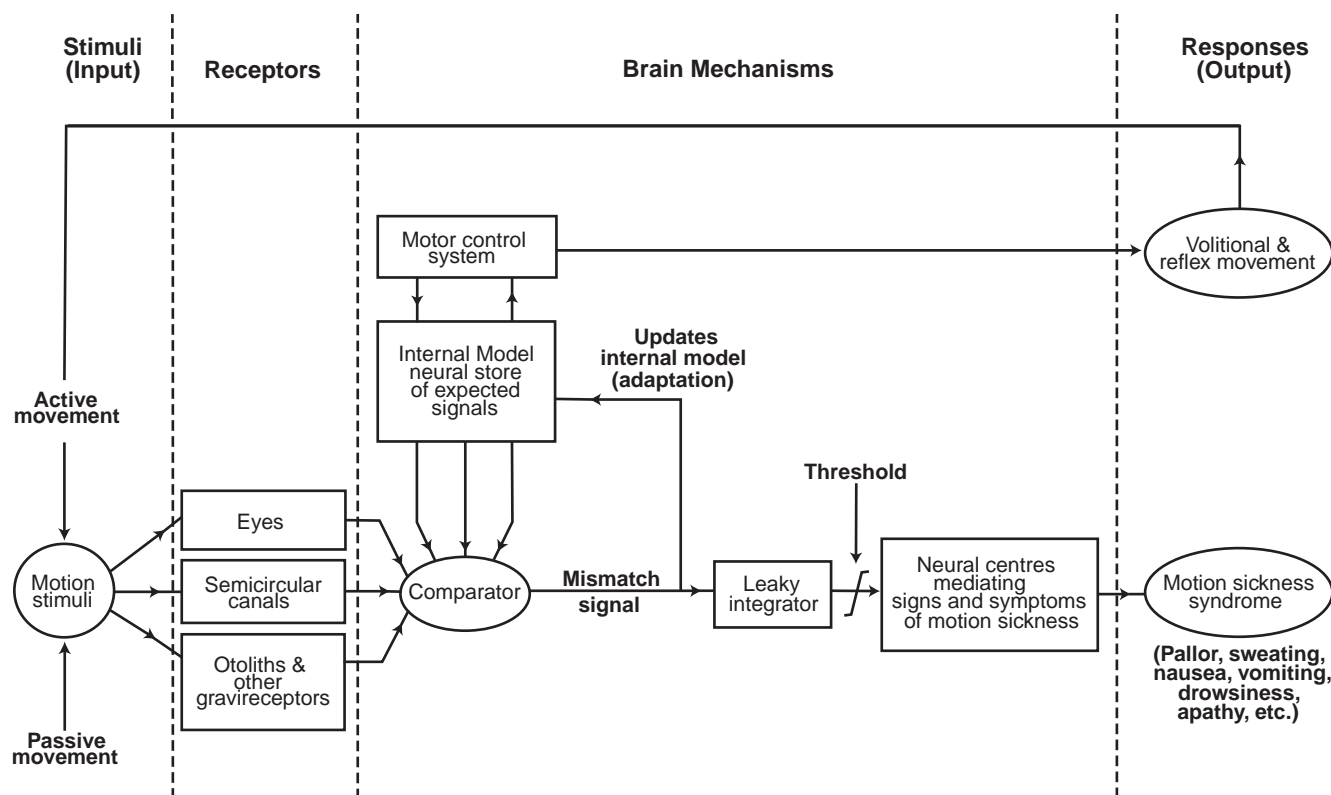 Stimuli
(Input)
Receptors
Brain Mechanisms
Responses
(Output)
Motor control
system
Volitional &
reflex movement
Internal Model
neural store
of expected
signals
Updates
internal model
(adaptation)
Active
movement
Threshold
Eyes
Motion
stimuli
Semicircular
canals
Comparator
Mismatch
signal
Leaky
integrator
Neural centres
mediating
signs and symptoms
of motion sickness
Motion sickness
syndrome
Otoliths &
other
gravireceptors
(Pallor, sweating,
nausea, vomiting,
drowsiness,
apathy, etc.)
Passive
movement